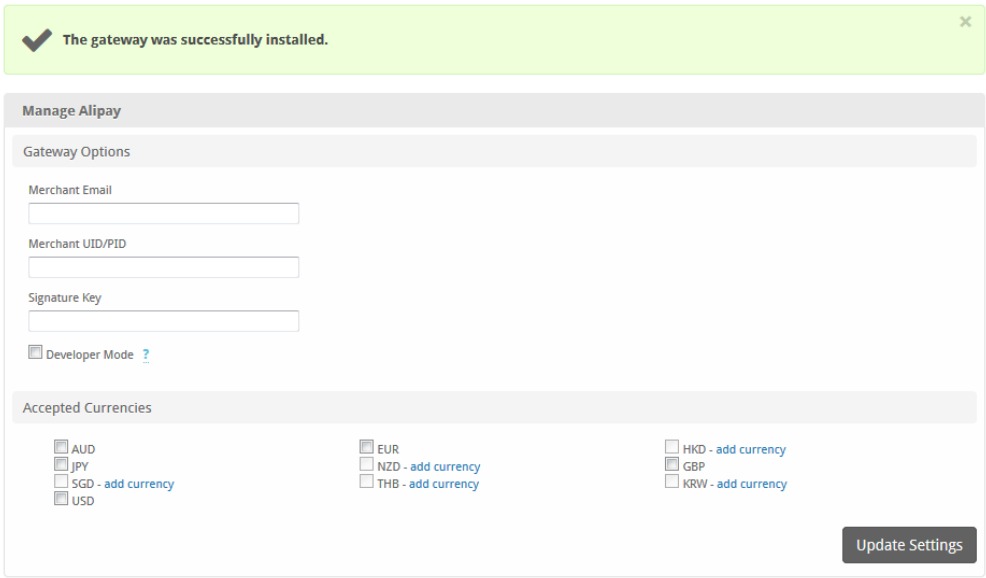 The gateway was successfully installed.
×
Manage Alipay
Gateway Options
Merchant Email
Merchant UID/PID
Signature Key
Developer Mode ?
Accepted Currencies
AUD EUR HKD - add currency
JPY NZD - add currency GBP
SGD - add currency THB - add currency KRW - add currency
USD
Update Settings